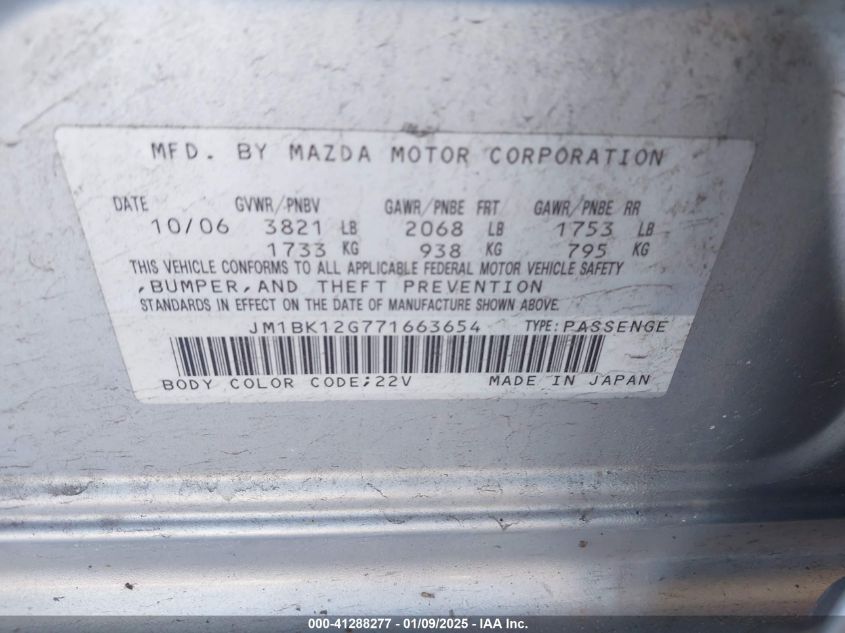 MFD. BY MAZDA MOTOR CORPORATION
DATE GVWR/PNBV GAWR/PNBE FRT GAWR/PNBE RR
10/06 3821 LB 2068 LB 1753 LB
1733 KG 938 KG 795 KG
THIS VEHICLE CONFORMS TO ALL APPLICABLE FEDERAL MOTOR VEHICLE SAFETY
,BUMPER,AND THEFT PREVENTION
STANDARDS IN EFFECT ON THE DATE OF MANUFACTURE SHOWN ABOVE.
JM1BK12G771663654 TYPE:PASSENGE
BODY COLOR CODE;22V MADE IN JAPAN
000-41288277 - 01/09/2025 - IAA Inc.